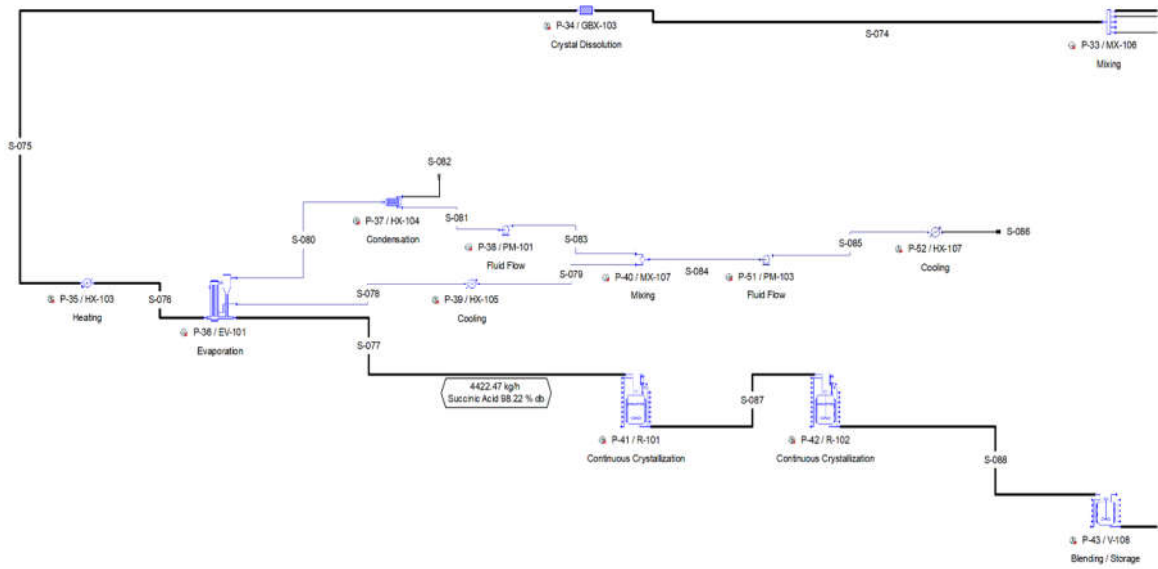 P-34 / GBX-103
Crystal Dissolution
S-074
P-33 / MX-106
Mixing
S-075
S-082
P-37 / HX-104
Condensation
S-081
S-080
P-38 / PM-101
Fluid Flow
S-083
S-079
P-40 / MX-107
Mixing
S-084
P-51 / PM-103
Fluid Flow
S-085
P-52 / HX-107
Cooling
S-086
P-35 / HX-103
Heating
S-076
P-36 / EV-101
Evaporation
S-078
P-39 / HX-105
Cooling
S-077
4422.47 kg/h
Succinic Acid 98.22 % db
P-41 / R-101
Continuous Crystallization
S-087
P-42 / R-102
Continuous Crystallization
S-088
P-43 / V-108
Blending / Storage